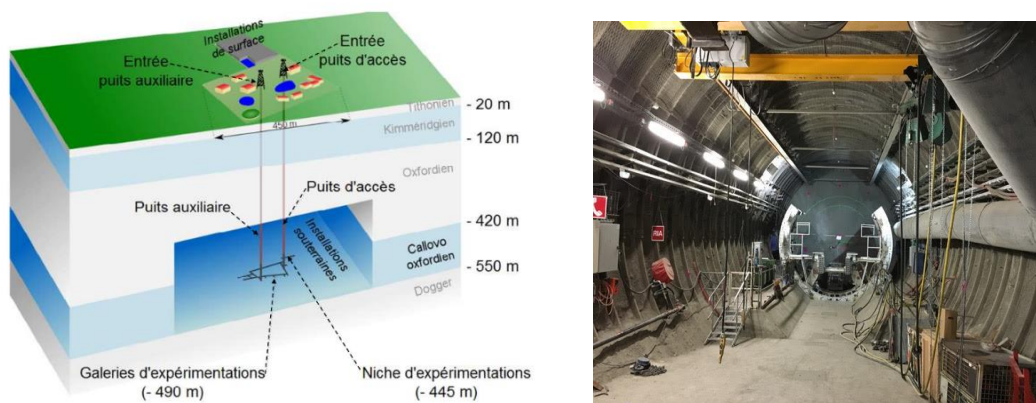 Installations
de surface
Entrée
puits auxiliaire
Entrée
puits d'accès
Tithonien
- 20 m
450 m
Kimméridgien
- 120 m
Oxfordien
Puits d'accès
Puits auxiliaire
- 420 m
Installations
souterraines
Callovo
oxfordien
- 550 m
Dogger
Galeries d'expérimentations
(- 490 m)
Niche d'expérimentations
(- 445 m)
RIA